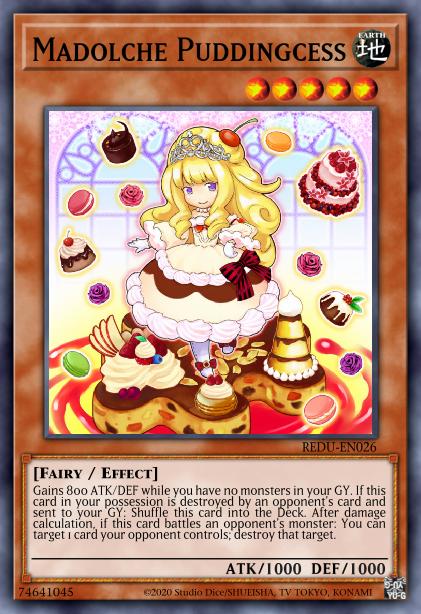 MADOLCHE PUDDINGCESS
EARTH
地
REDU-EN026
[FAIRY / EFFECT]
Gains 800 ATK/DEF while you have no monsters in your GY. If this
card in your possession is destroyed by an opponent's card and
sent to your GY: Shuffle this card into the Deck. After damage
calculation, if this card battles an opponent's monster: You can
target 1 card your opponent controls; destroy that target.
ATK/1000 DEF/1000
74641045
©2020 Studio Dice/SHUEISHA, TV TOKYO, KONAMI